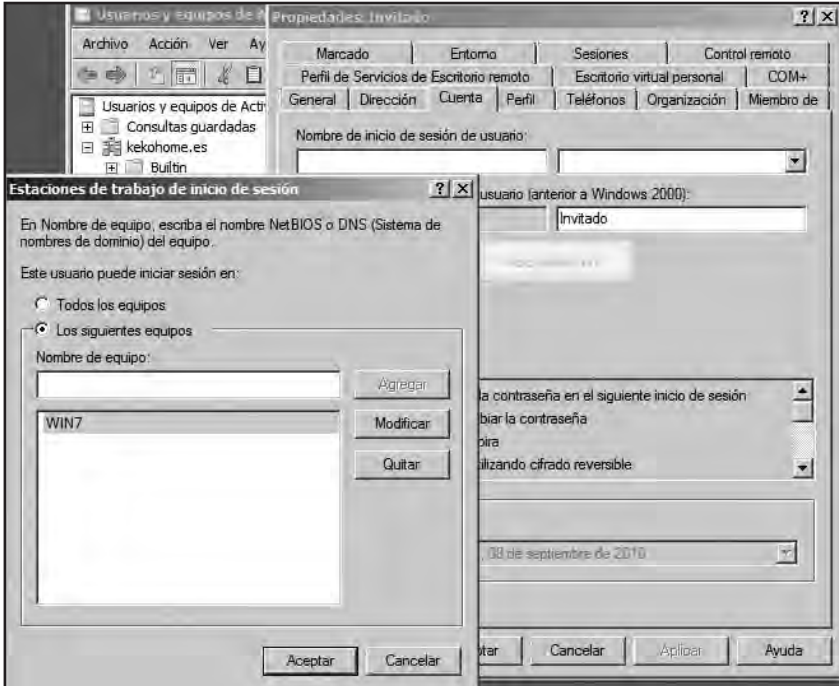 Usuarios y equipos de A
Archivo Acción Ver Ay
Usuarios y equipos de Activ
Consultas guardadas
kekohome.es
Builtin
Propiedades: Invitado
Marcado Entorno Sesiones Control remoto
Perfil de Servicios de Escritorio remoto Escritorio virtual personal COM+
General Dirección Cuenta Perfil Teléfonos Organización Miembro de
Nombre de inicio de sesión de usuario:
usuario (anterior a Windows 2000):
Invitado
la contraseña en el siguiente inicio de sesión
biar la contraseña
pira
ilizando cifrado reversible
, 08 de septiembre de 2010
ptar Cancelar Aplicar Ayuda
Estaciones de trabajo de inicio de sesión
En Nombre de equipo, escriba el nombre NetBIOS o DNS (Sistema de
nombres de dominio) del equipo.
Este usuario puede iniciar sesión en:
Todos los equipos
Los siguientes equipos
Nombre de equipo:
Agregar
WIN7
Modificar
Quitar
Aceptar Cancelar